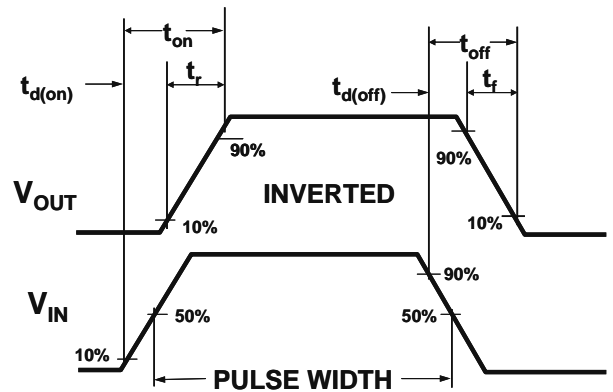 t_on
t_off
t_d(on)
t_r
t_d(off)
t_f
90%
90%
V_OUT
INVERTED
10%
10%
90%
V_IN
50%
50%
10%
PULSE WIDTH